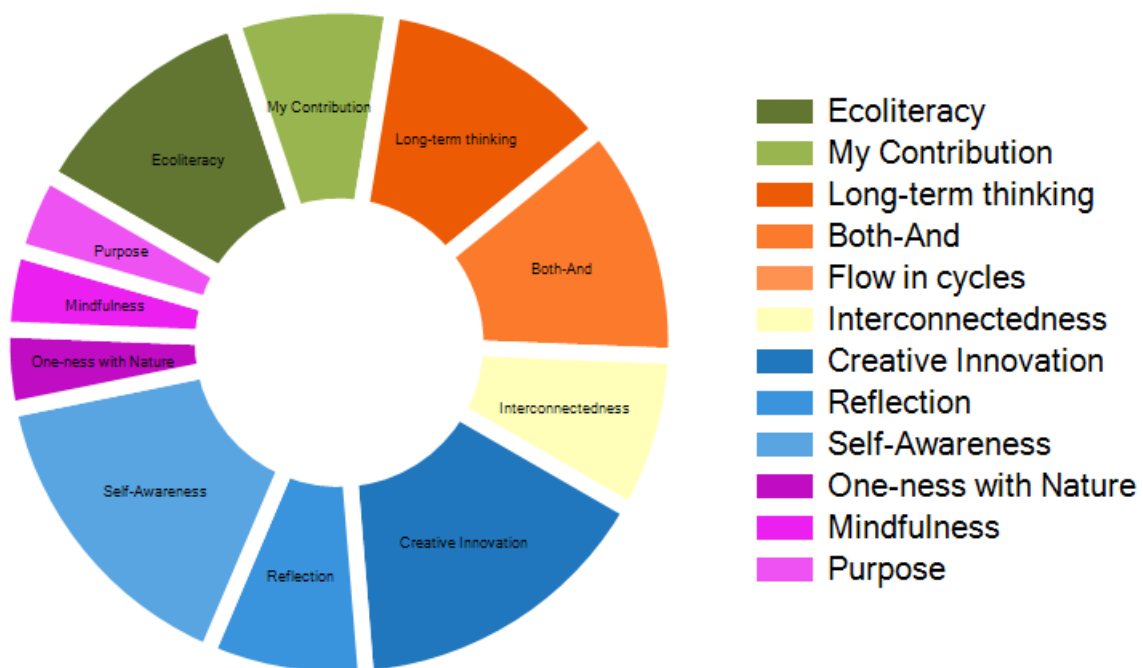 My Contribution
Long-term thinking
Ecoliteracy
Both-And
Purpose
Mindfulness
One-ness with Nature
Interconnectedness
Self-Awareness
Creative Innovation
Reflection
Ecoliteracy
My Contribution
Long-term thinking
Both-And
Flow in cycles
Interconnectedness
Creative Innovation
Reflection
Self-Awareness
One-ness with Nature
Mindfulness
Purpose